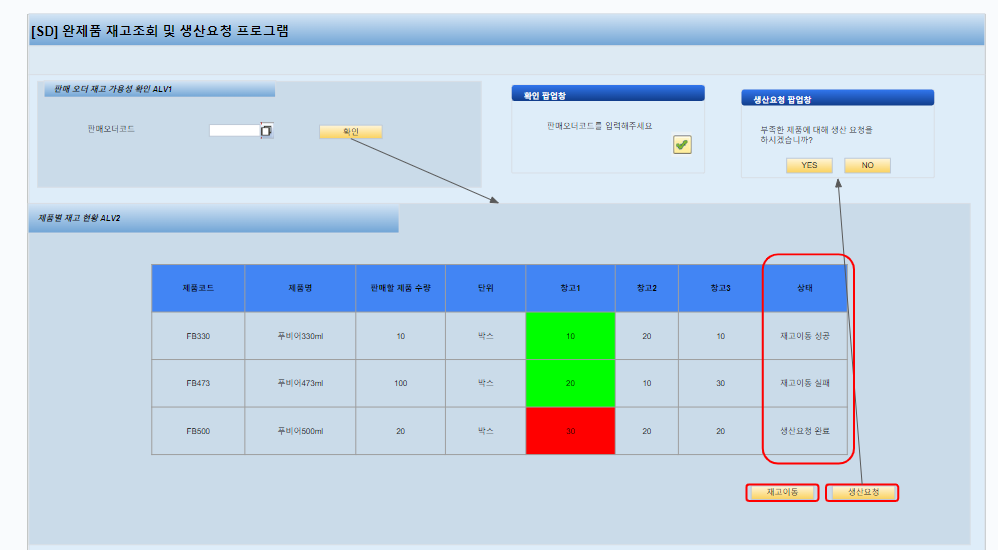 [SD] 완제품 재고조회 및 생산요청 프로그램
판매 오더 재고 가용성 확인 ALV1
판매오더코드
확인
확인 팝업창
판매오더코드를 입력해주세요
생산요청 팝업창
부족한 제품에 대해 생산 요청을
하시겠습니까?
YES NO
제품별 재고 현황 ALV2
제품코드 제품명 판매할 제품 수량 단위 창고1 창고2 창고3 상태
FB330 푸비어330ml 10 박스 10 20 10 재고이동 성공
FB473 푸비어473ml 100 박스 20 10 30 재고이동 실패
FB500 푸비어500ml 20 박스 30 20 20 생산요청 완료
재고이동 생산요청